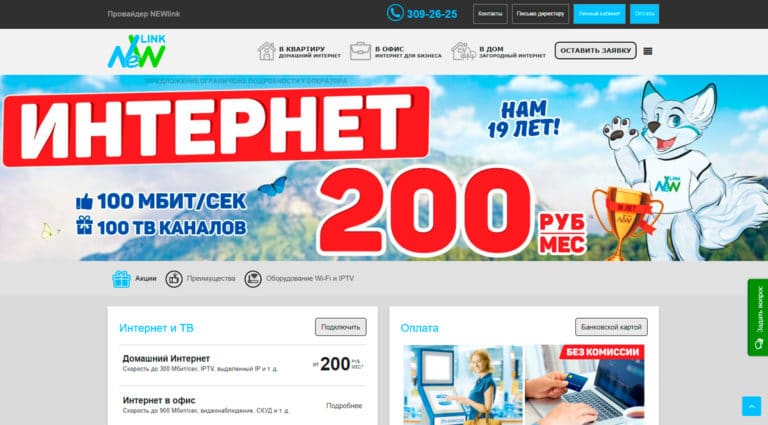 Провайдер NEWlink
309-26-25
Контакты
Письмо директору
Личный кабинет
Оплата
LINK
NeW
В КВАРТИРУ
ДОМАШНИЙ ИНТЕРНЕТ
В ОФИС
ИНТЕРНЕТ ДЛЯ БИЗНЕСА
В ДОМ
ЗАГОРОДНЫЙ ИНТЕРНЕТ
ОСТАВИТЬ ЗАЯВКУ
ПРЕДЛОЖЕНИЕ ОГРАНИЧЕНО. ПОДРОБНОСТИ У ОПЕРАТОРА
ИНТЕРНЕТ
НАМ
19 ЛЕТ!
100 МБИТ/СЕК
100 ТВ КАНАЛОВ
200 РУБ
МЕС
LINK
NeW
NeW
Акции
Преимущества
Оборудование Wi-Fi и IPTV
Задать вопрос
Интернет и ТВ
Подключить
Домашний Интернет
Скорость до 300 Мбит/сек, IPTV, выделенный IP и т. д.
от 200 РУБ
МЕС*
Интернет в офис
Скорость до 900 Мбит/сек, видеонаблюдение, СКУД и т. д.
Подробнее
Оплата
Банковской картой
БЕЗ КОМИССИИ